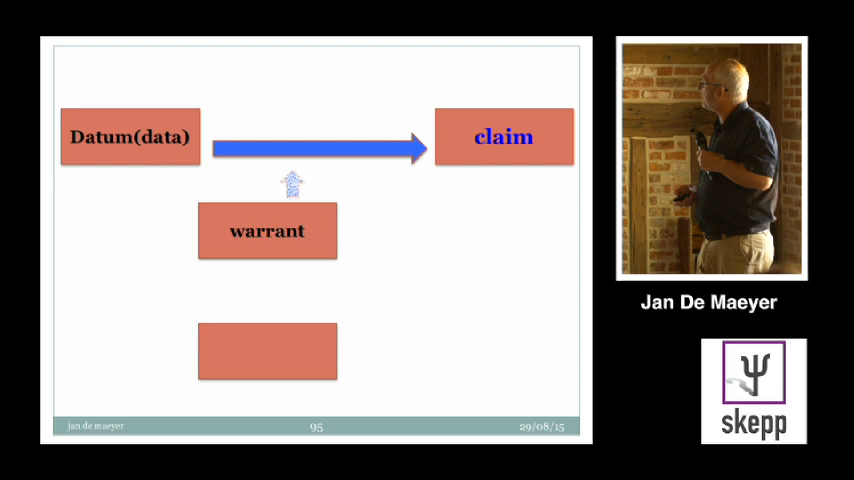 Datum(data)
claim
warrant
jan de maeyer
95
29/08/15
Jan De Maeyer
skepp